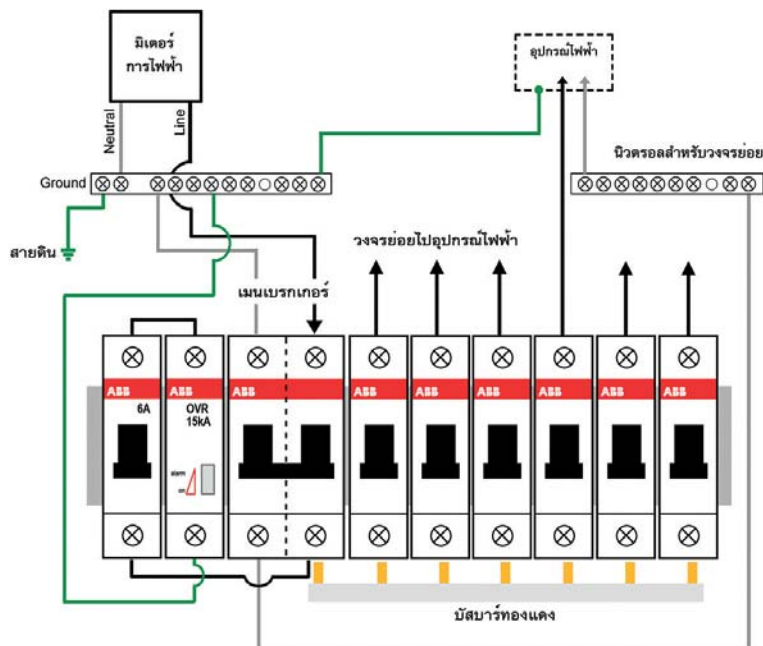 มิเตอร์
การไฟฟ้า
อุปกรณ์ไฟฟ้า
Neutral
Line
นิวตรอลสำหรับวงจรย่อย
Ground
สายดิน
วงจรย่อยไปอุปกรณ์ไฟฟ้า
เมนเบรกเกอร์
ABB ABB ABB ABB ABB ABB ABB ABB ABB
6A
OVR
15kA
alarm
on
บัสบาร์ทองแดง